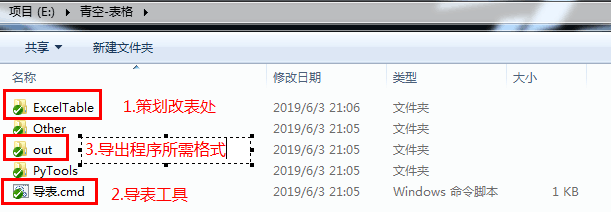 项目 (E:) ▸ 青空-表格
共享 ▼ 新建文件夹
名称 修改日期 类型 大小
ExcelTable 1.策划改表处 2019/6/3 21:06 文件夹
Other 2019/6/3 21:05 文件夹
out 3.导出程序所需格式 2019/6/3 21:05 文件夹
PyTools 2019/6/3 21:05 文件夹
导表.cmd 2.导表工具 2019/6/3 21:05 Windows 命令脚本 1 KB